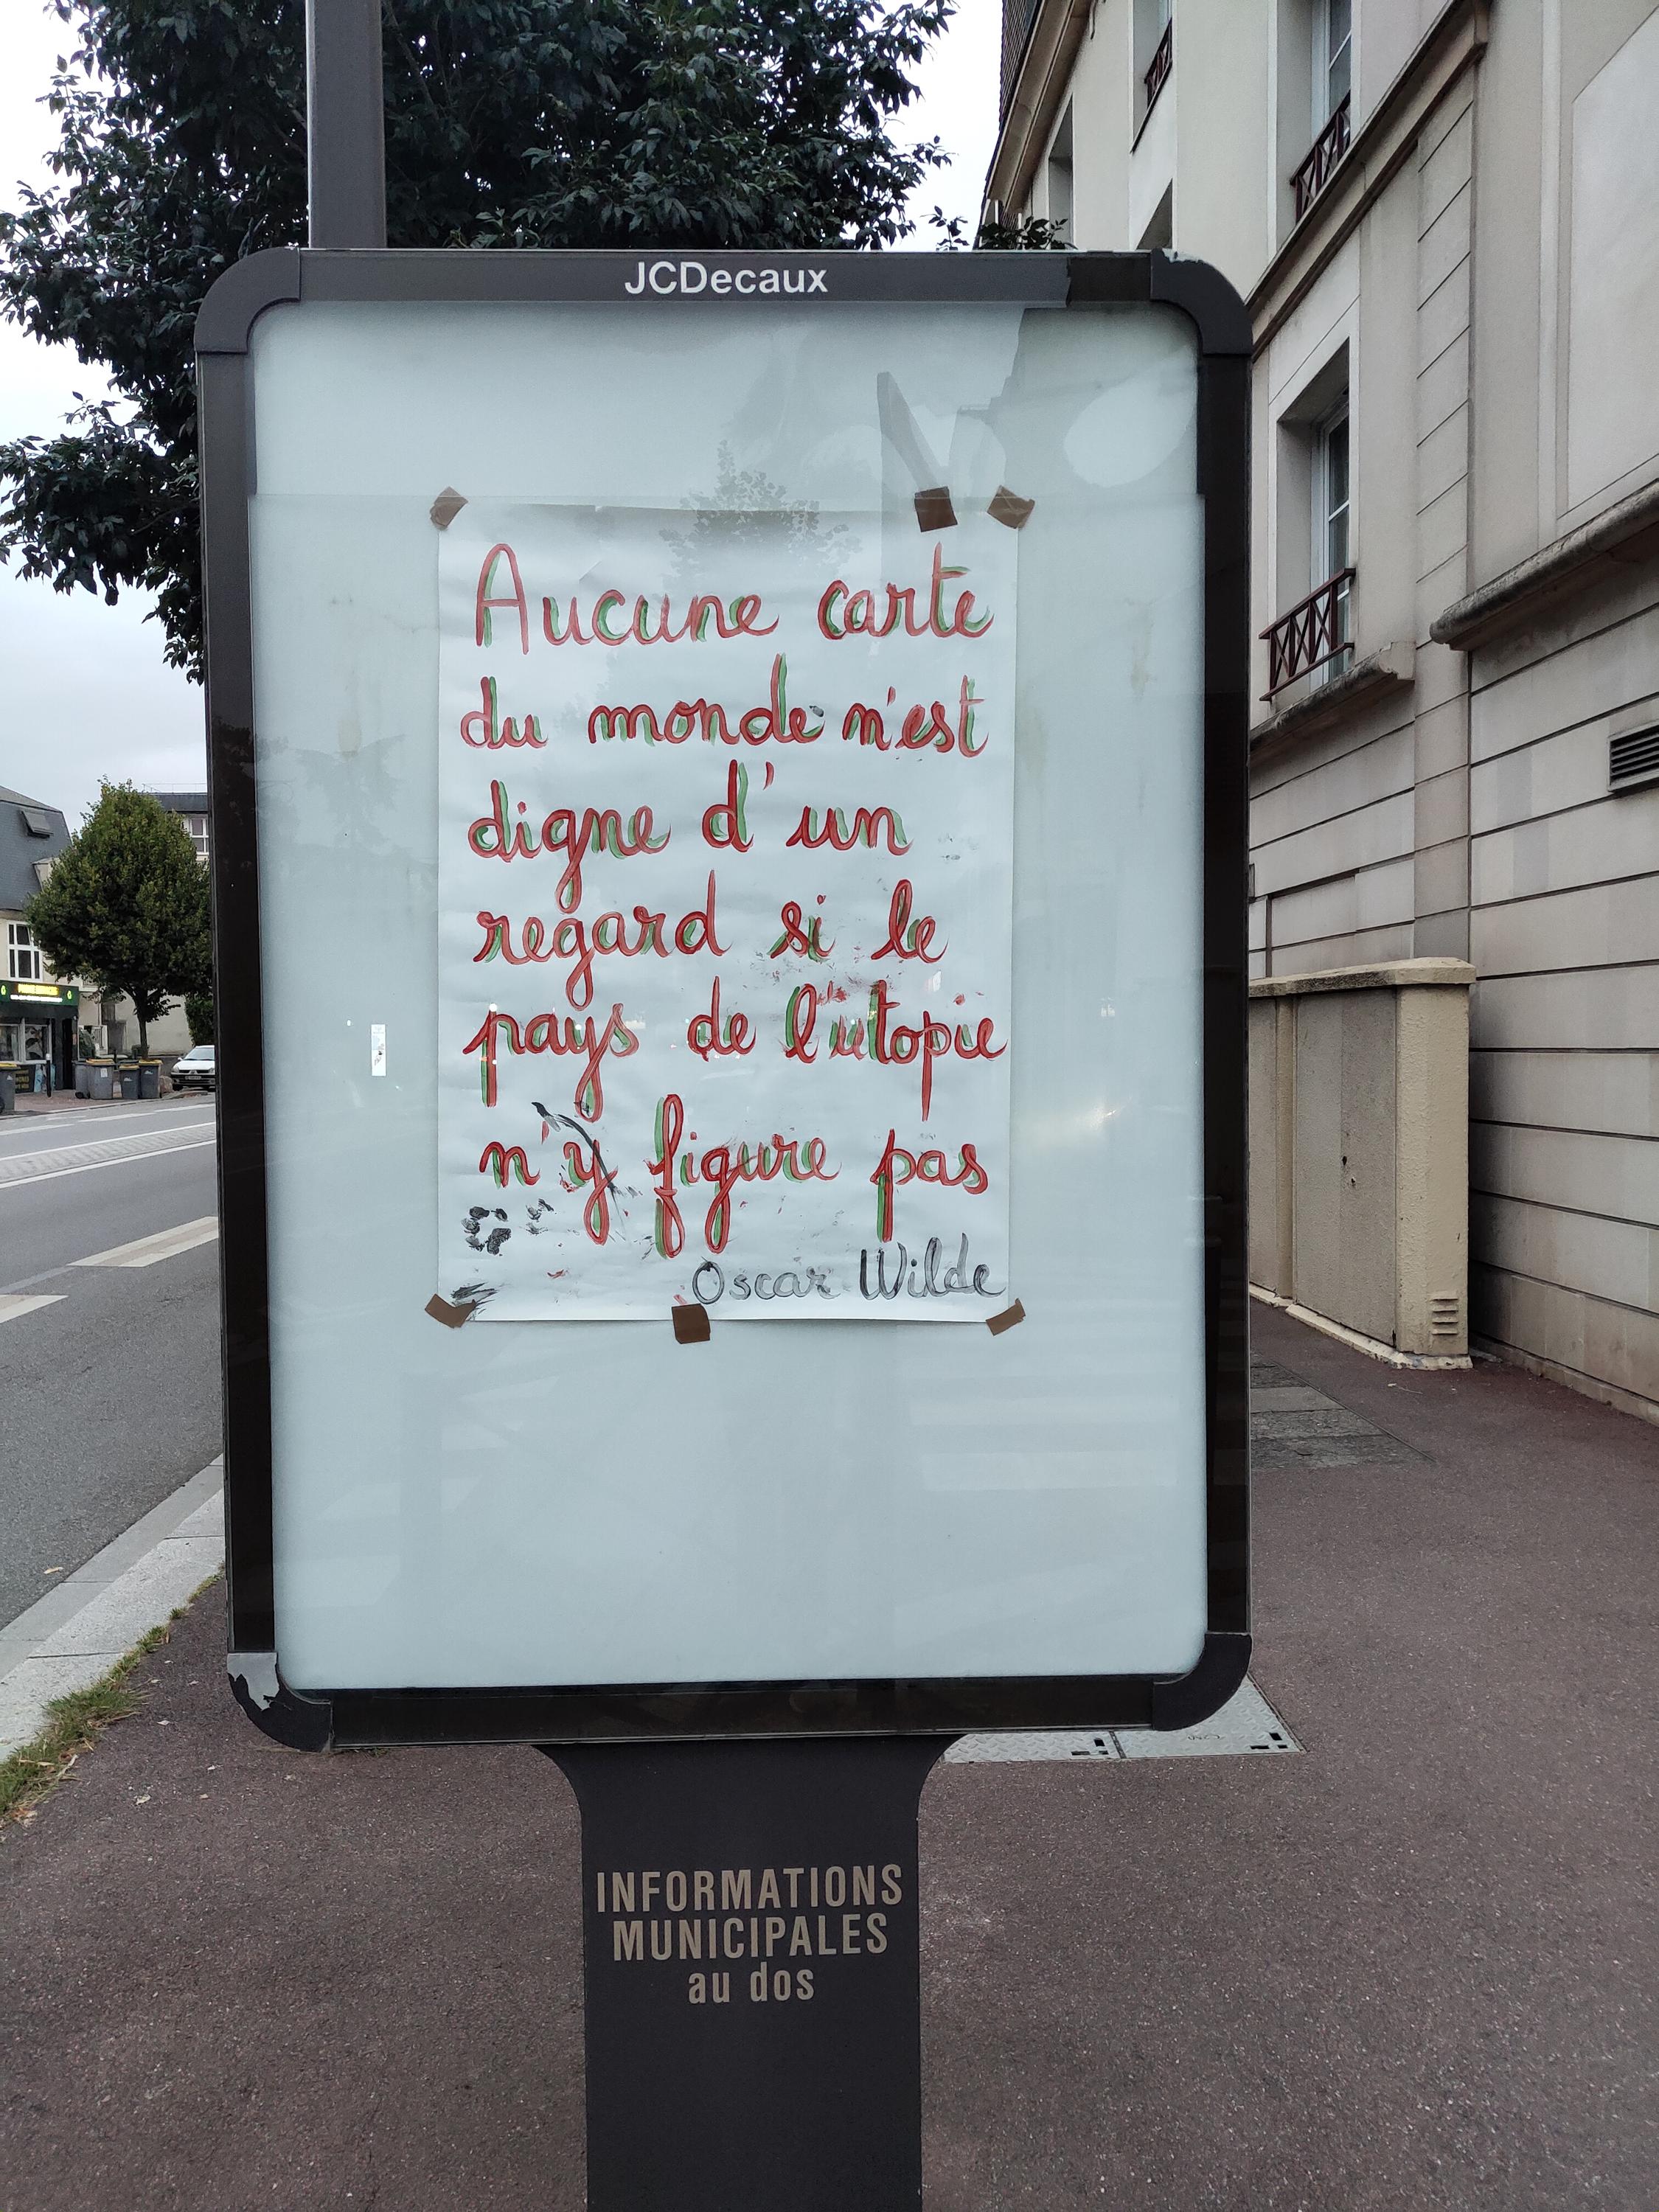 JCDecaux
Aucune carte
du monde n'est
digne d'un
regard si le
pays de l'utopie
n'y figure pas
Oscar Wilde
INFORMATIONS
MUNICIPALES
au dos